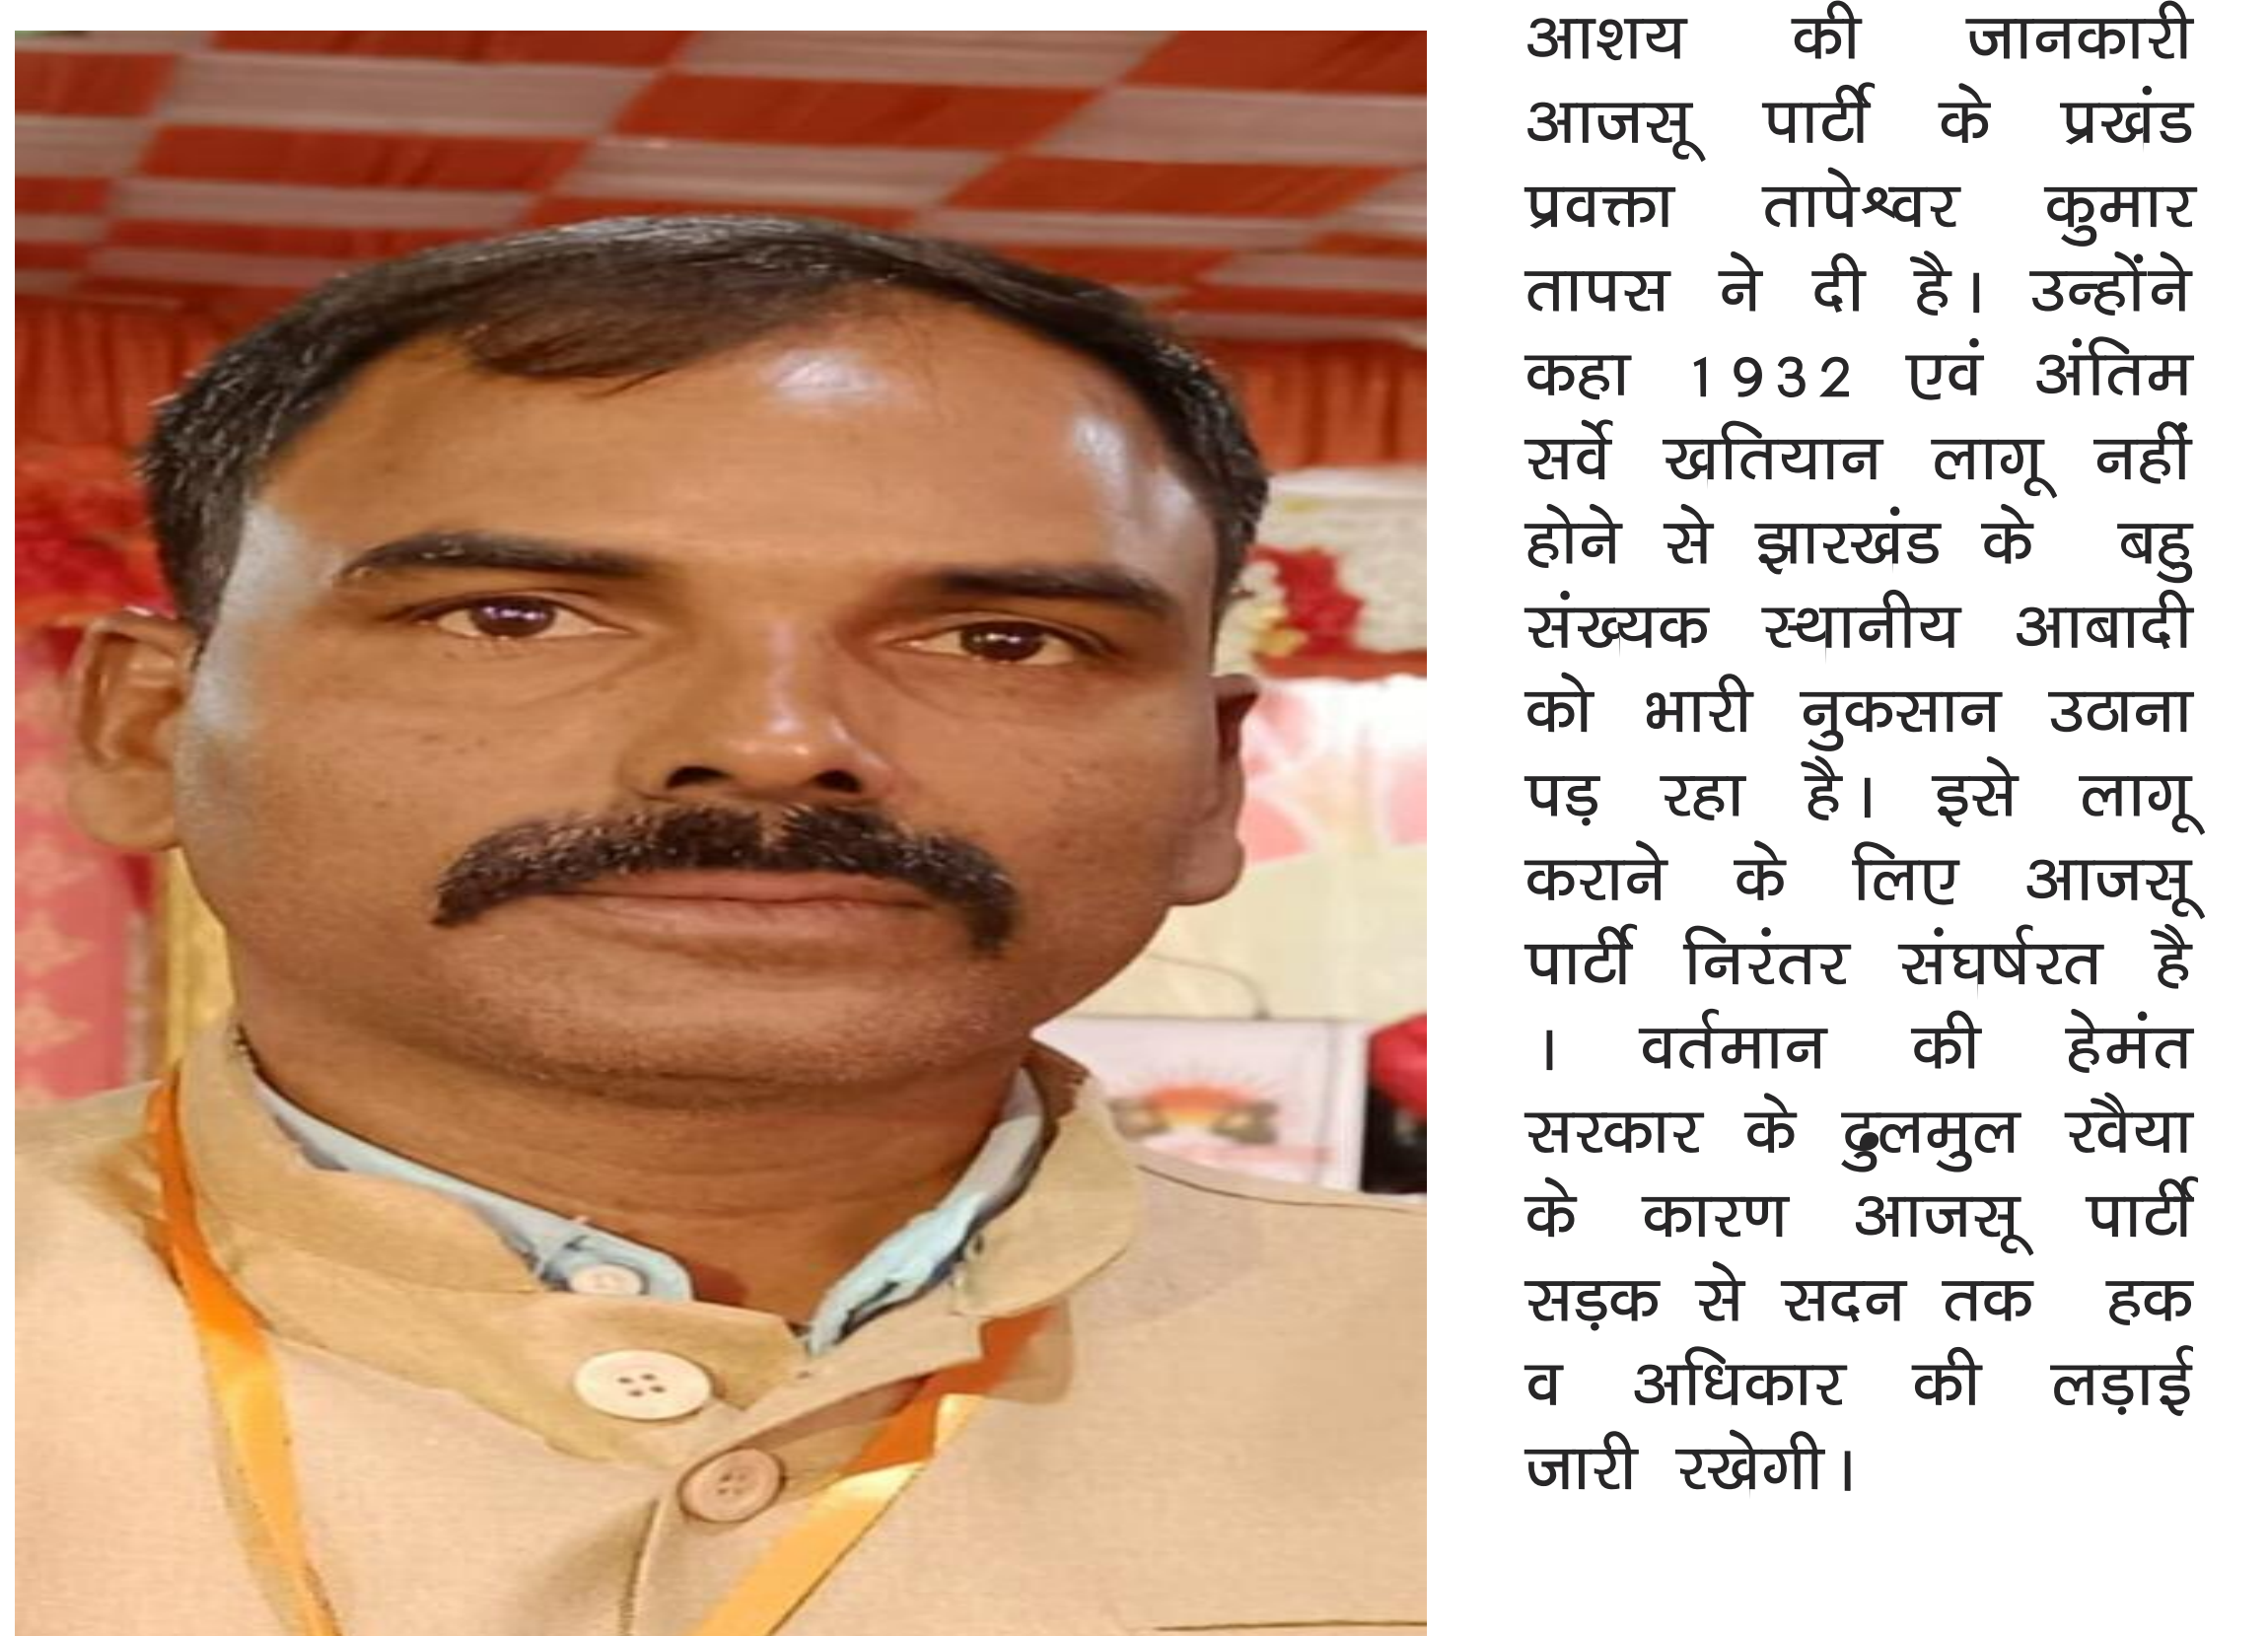 आशय की जानकारी
आजसू पार्टी के प्रखंड
प्रवक्ता तापेश्वर कुमार
तापस ने दी है। उन्होंने
कहा 1932 एवं अंतिम
सर्वे खतियान लागू नहीं
होने से झारखंड के बहु
संख्यक स्थानीय आबादी
को भारी नुकसान उठाना
पड़ रहा है। इसे लागू
कराने के लिए आजसू
पार्टी निरंतर संघर्षरत है
। वर्तमान की हेमंत
सरकार के ढुलमुल रवैया
के कारण आजसू पार्टी
सड़क से सदन तक हक
व अधिकार की लड़ाई
जारी रखेगी।